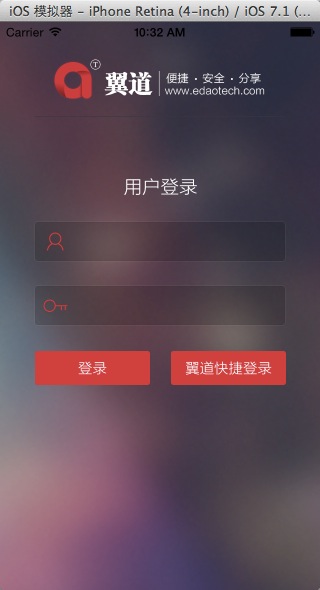 iOS 模拟器 – iPhone Retina (4-inch) / iOS 7.1 (...
Carrier 10:32 AM
翼道 T 便捷 · 安全 · 分享
www.edaotech.com
用户登录
登录 翼道快捷登录